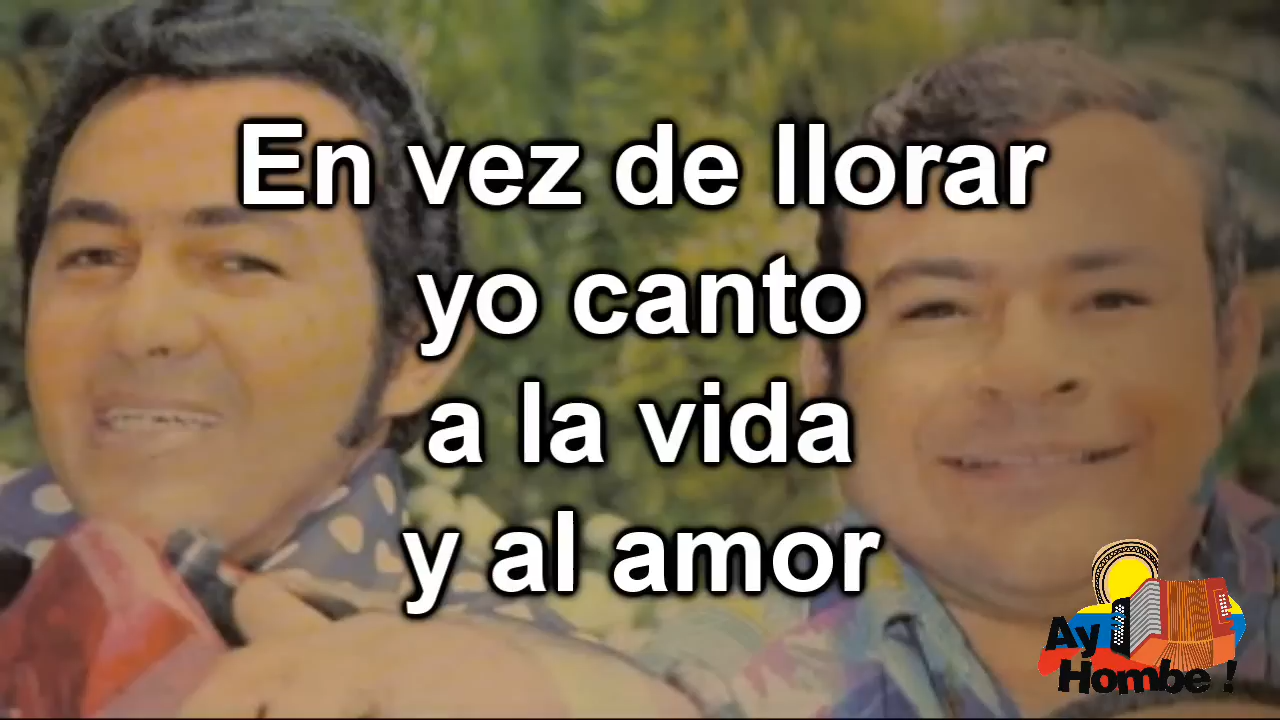 En vez de llorar
yo canto
a la vida
y al amor
Ay
Hombe !